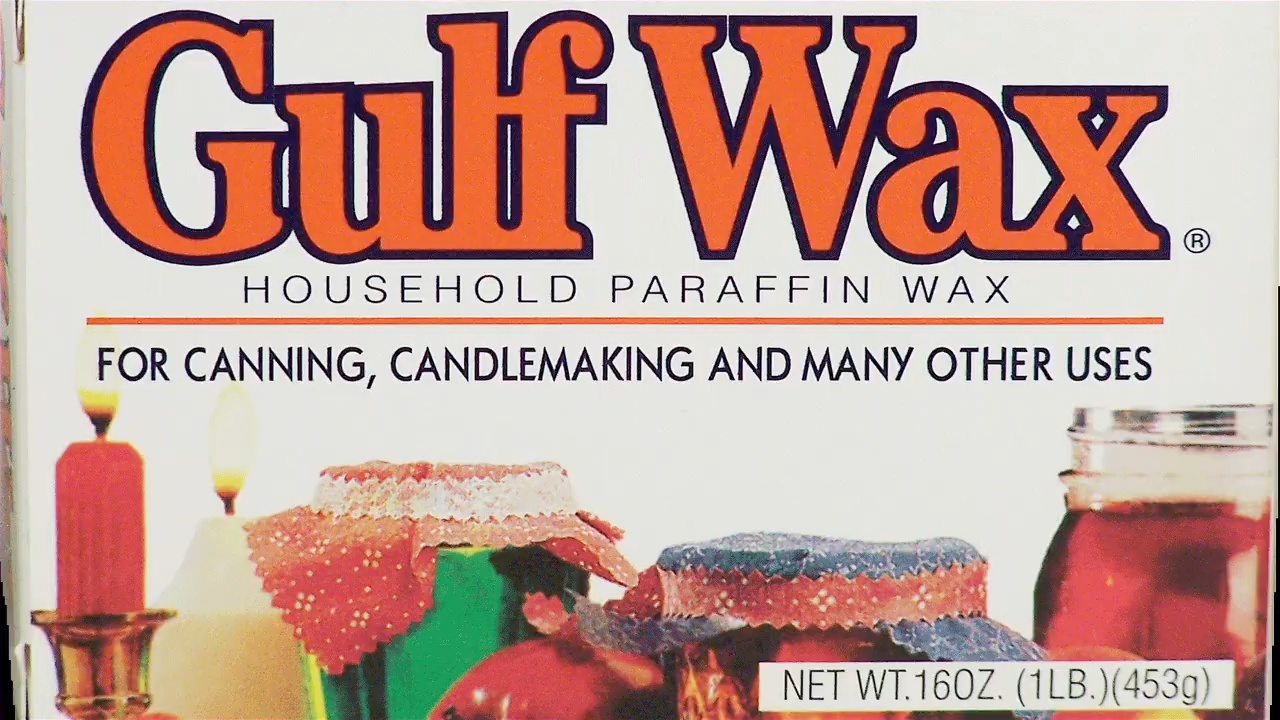 Gulf Wax ®
HOUSEHOLD PARAFFIN WAX
FOR CANNING, CANDLEMAKING AND MANY OTHER USES
NET WT.16OZ. (1LB.)(453g)